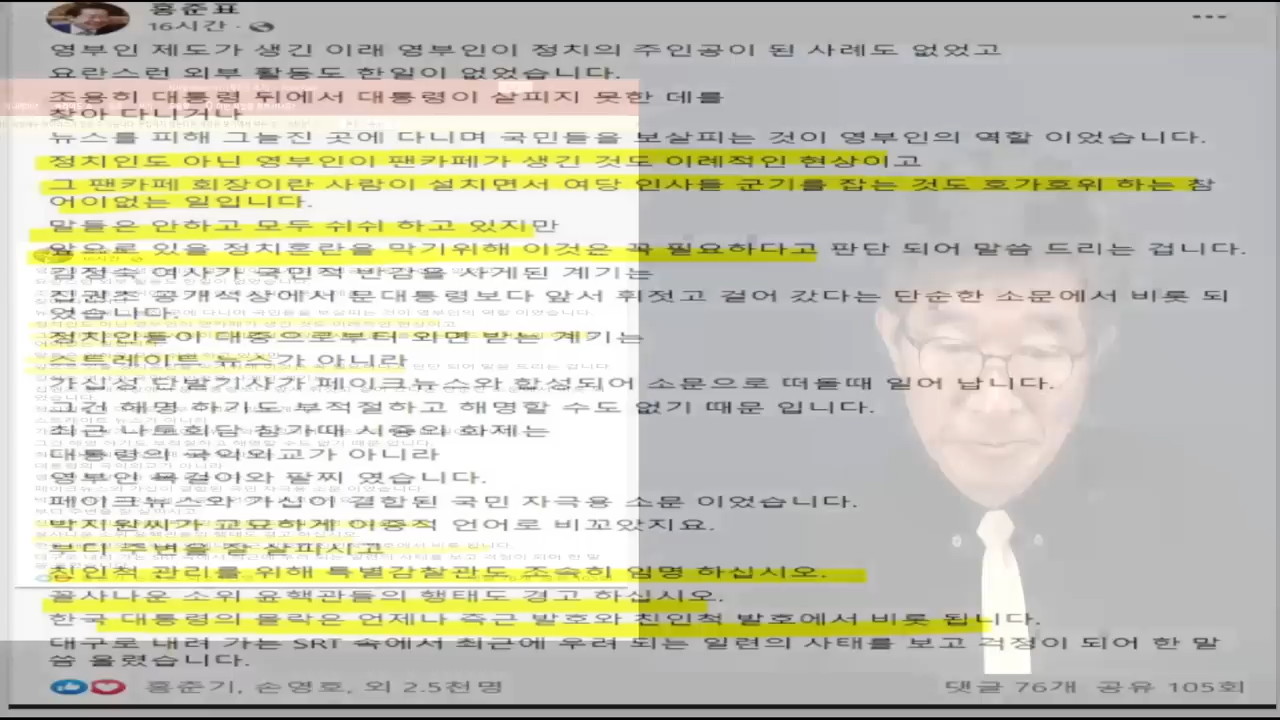 홍준표
16시간 ·
영부인 제도가 생긴 이래 영부인이 정치의 주인공이 된 사례도 없었고
요란스런 외부 활동도 한일이 없었습니다.
조용히 대통령 뒤에서 대통령이 살피지 못한 데를
찾아 다니거나
뉴스를 피해 그늘진 곳에 다니며 국민들을 보살피는 것이 영부인의 역할 이었습니다.
정치인도 아닌 영부인이 팬카페가 생긴 것도 이례적인 현상이고
그 팬카페 회장이란 사람이 설치면서 여당 인사들 군기를 잡는 것도 호가호위 하는 참
어이없는 일입니다.
말들은 안하고 모두 쉬쉬 하고 있지만
앞으로 있을 정치혼란을 막기위해 이것은 꼭 필요하다고 판단 되어 말씀 드리는 겁니다.
김정숙 여사가 국민적 반감을 사게된 계기는
집권초 공개석상에서 문대통령보다 앞서 휘젓고 걸어 갔다는 단순한 소문에서 비롯 되
었습니다.
정치인들이 대중으로부터 외면 받는 계기는
스트레이트 뉴스가 아니라
가십성 단발기사가 페이크뉴스와 합성되어 소문으로 떠돌때 일어 납니다.
그건 해명 하기도 부적절하고 해명할 수도 없기 때문 입니다.
최근 나토회담 참가때 시중의 화제는
대통령의 국익외교가 아니라
영부인 목걸이와 팔찌 였습니다.
페이크뉴스와 가십이 결합된 국민 자극용 소문 이었습니다.
박지원씨가 교묘하게 이중적 언어로 비꼬았지요.
부디 주변을 잘 살피시고
친인척 관리를 위해 특별감찰관도 조속히 임명 하십시오.
꼴사나운 소위 윤핵관들의 행태도 경고 하십시오.
한국 대통령의 몰락은 언제나 측근 발호와 친인척 발호에서 비롯 됩니다.
대구로 내려 가는 SRT 속에서 최근에 우려 되는 일련의 사태를 보고 걱정이 되어 한 말
씀 올렸습니다.
홍준기, 손영호, 외 2.5천명
댓글 76개 공유 105회